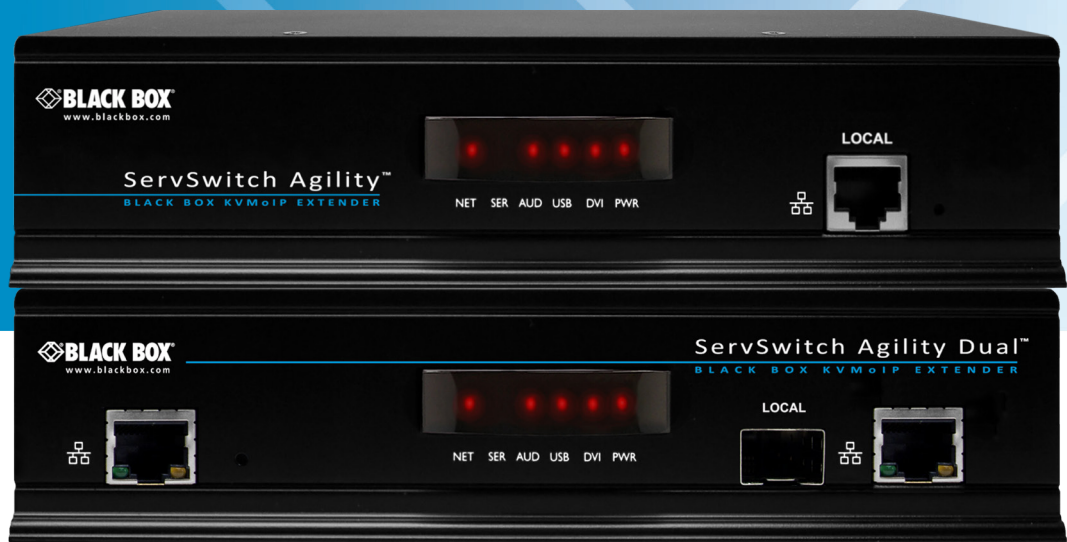 BLACK BOX®
www.blackbox.com
LOCAL
ServSwitch Agility™
BLACK BOX KVMoIP EXTENDER
NET SER AUD USB DVI PWR
BLACK BOX®
www.blackbox.com
ServSwitch Agility Dual™
BLACK BOX KVMoIP EXTENDER
LOCAL
NET SER AUD USB DVI PWR